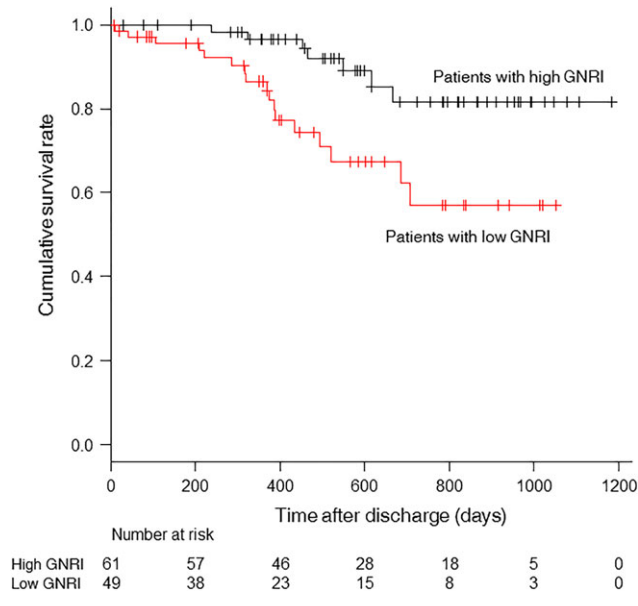 1.0
0.8
0.6
0.4
0.2
0.0
Cumulative survival rate
Patients with high GNRI
Patients with low GNRI
0 200 400 600 800 1000 1200
Time after discharge (days)
Number at risk
High GNRI 61 57 46 28 18 5 0
Low GNRI 49 38 23 15 8 3 0